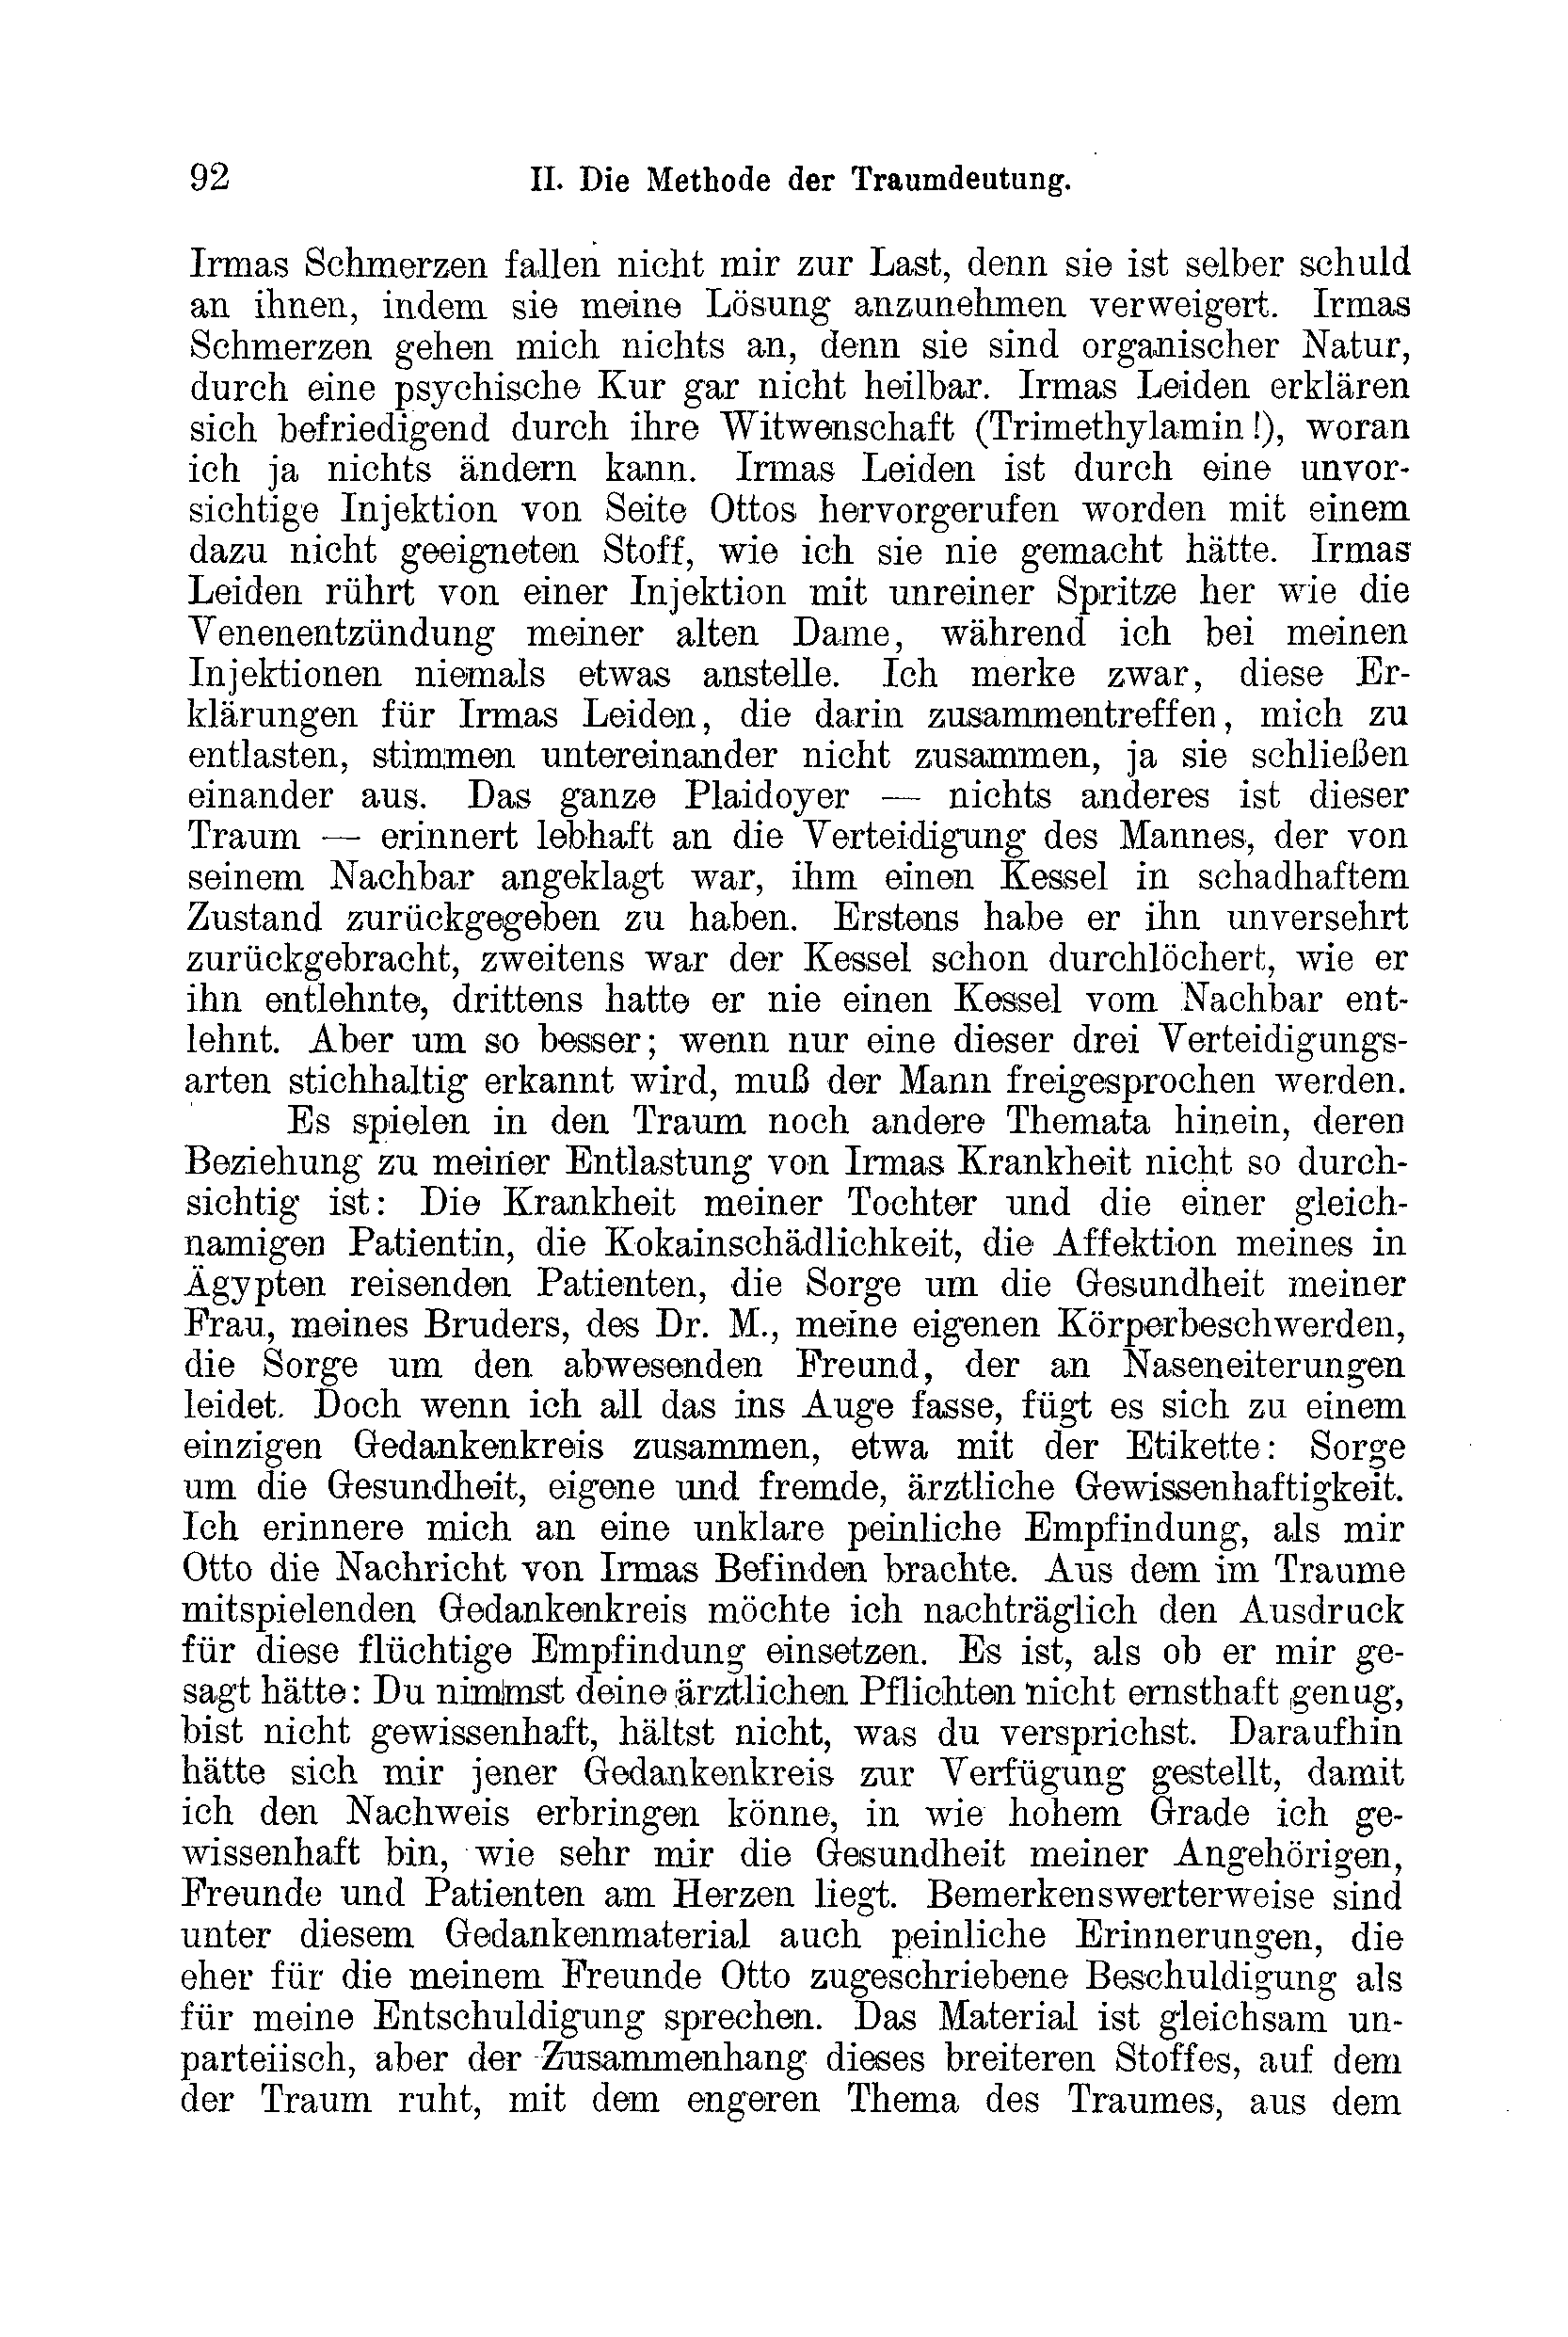 92 II. Die Methode der Traumdeutung.
Irmas Schmerzen fallen nicht mir zur Last, denn sie ist selber schuld
an ihnen, indem sie meine Lösung anzunehmen verweigert. Irmas
Schmerzen gehen mich nichts an, denn sie sind organischer Natur,
durch eine psychische Kur gar nicht heilbar. Irmas Leiden erklären
sich befriedigend durch ihre Witwenschaft (Trimethylamin!), woran
ich ja nichts ändern kann. Irmas Leiden ist durch eine unvor-
sichtige Injektion von Seite Ottos hervorgerufen worden mit einem
dazu nicht geeigneten Stoff, wie ich sie nie gemacht hätte. Irmas
Leiden rührt von einer Injektion mit unreiner Spritze her wie die
Venenentzündung meiner alten Dame, während ich bei meinen
Injektionen niemals etwas anstelle. Ich merke zwar, diese Er-
klärungen für Irmas Leiden, die darin zusammentreffen, mich zu
entlasten, stimmen untereinander nicht zusammen, ja sie schließen
einander aus. Das ganze Plaidoyer — nichts anderes ist dieser
Traum — erinnert lebhaft an die Verteidigung des Mannes, der von
seinem Nachbar angeklagt war, ihm einen Kessel in schadhaftem
Zustand zurückgegeben zu haben. Erstens habe er ihn unversehrt
zurückgebracht, zweitens war der Kessel schon durchlöchert, wie er
ihn entlehnte, drittens hatte er nie einen Kessel vom Nachbar ent-
lehnt. Aber um so besser; wenn nur eine dieser drei Verteidigungs-
arten stichhaltig erkannt wird, muß der Mann freigesprochen werden.
Es spielen in den Traum noch andere Themata hinein, deren
Beziehung zu meiner Entlastung von Irmas Krankheit nicht so durch-
sichtig ist: Die Krankheit meiner Tochter und die einer gleich-
namigen Patientin, die Kokainschädlichkeit, die Affektion meines in
Ägypten reisenden Patienten, die Sorge um die Gesundheit meiner
Frau, meines Bruders, des Dr. M., meine eigenen Körperbeschwerden,
die Sorge um den abwesenden Freund, der an Naseneiterungen
leidet. Doch wenn ich all das ins Auge fasse, fügt es sich zu einem
einzigen Gedankenkreis zusammen, etwa mit der Etikette: Sorge
um die Gesundheit, eigene und fremde, ärztliche Gewissenhaftigkeit.
Ich erinnere mich an eine unklare peinliche Empfindung, als mir
Otto die Nachricht von Irmas Befinden brachte. Aus dem im Traume
mitspielenden Gedankenkreis möchte ich nachträglich den Ausdruck
für diese flüchtige Empfindung einsetzen. Es ist, als ob er mir ge-
sagt hätte: Du nimmst deine ärztlichen Pflichten nicht ernsthaft genug,
bist nicht gewissenhaft, hältst nicht, was du versprichst. Daraufhin
hätte sich mir jener Gedankenkreis zur Verfügung gestellt, damit
ich den Nachweis erbringen könne, in wie hohem Grade ich ge-
wissenhaft bin, wie sehr mir die Gesundheit meiner Angehörigen,
Freunde und Patienten am Herzen liegt. Bemerkenswerterweise sind
unter diesem Gedankenmaterial auch peinliche Erinnerungen, die
eher für die meinem Freunde Otto zugeschriebene Beschuldigung als
für meine Entschuldigung sprechen. Das Material ist gleichsam un-
parteiisch, aber der Zusammenhang dieses breiteren Stoffes, auf dem
der Traum ruht, mit dem engeren Thema des Traumes, aus dem